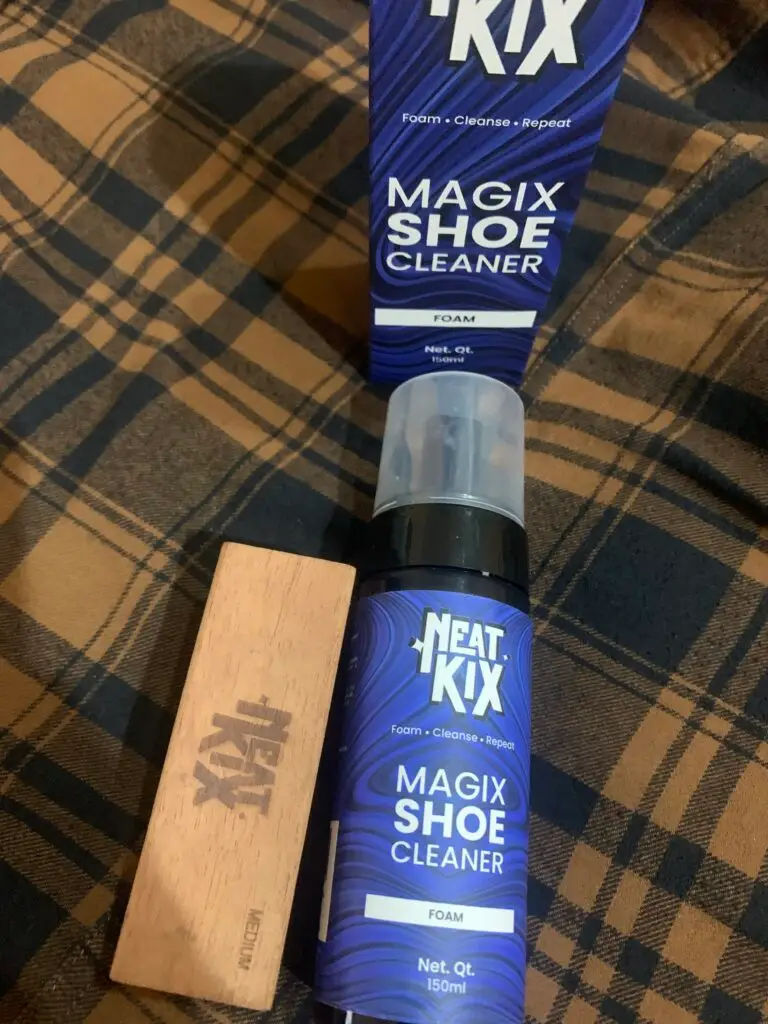 KIX
Foam • Cleanse • Repeat
MAGIX
SHOE
CLEANER
FOAM
Net. Qt.
150ml
NEAT
KIX
Foam • Cleanse • Repeat
MAGIX
SHOE
CLEANER
FOAM
Net. Qt.
150ml
NEAT
KIX
MEDIUM